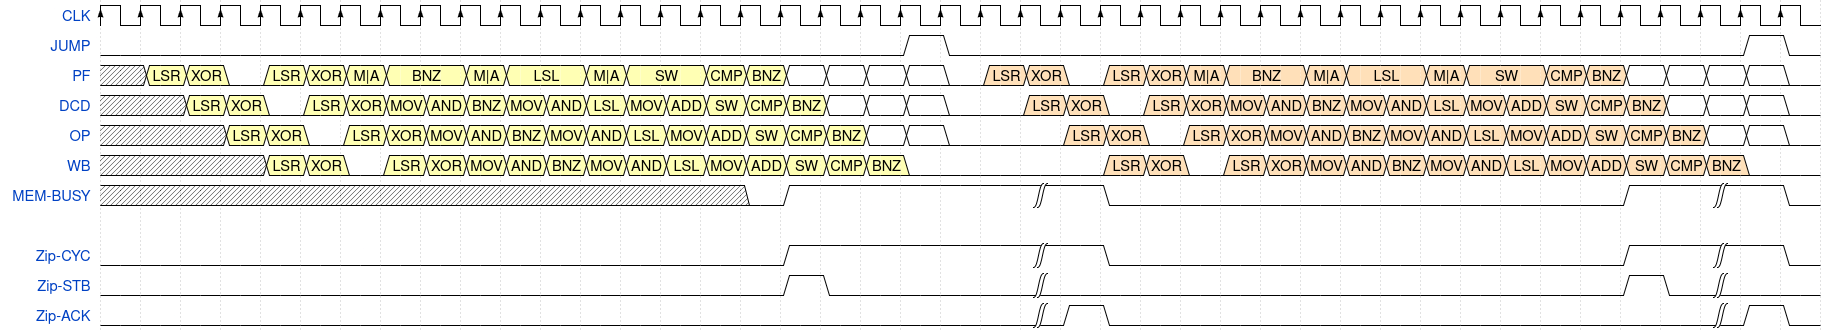 CLK
JUMP
PF LSR XOR LSR XOR M|A BNZ M|A LSL M|A SW CMP BNZ LSR XOR LSR XOR M|A BNZ M|A LSL M|A SW CMP BNZ
DCD LSR XOR LSR XOR MOV AND BNZ MOV AND LSL MOV ADD SW CMP BNZ LSR XOR LSR XOR MOV AND BNZ MOV AND LSL MOV ADD SW CMP BNZ
OP LSR XOR LSR XOR MOV AND BNZ MOV AND LSL MOV ADD SW CMP BNZ LSR XOR LSR XOR MOV AND BNZ MOV AND LSL MOV ADD SW CMP BNZ
WB LSR XOR LSR XOR MOV AND BNZ MOV AND LSL MOV ADD SW CMP BNZ LSR XOR LSR XOR MOV AND BNZ MOV AND LSL MOV ADD SW CMP BNZ
MEM-BUSY
Zip-CYC
Zip-STB
Zip-ACK